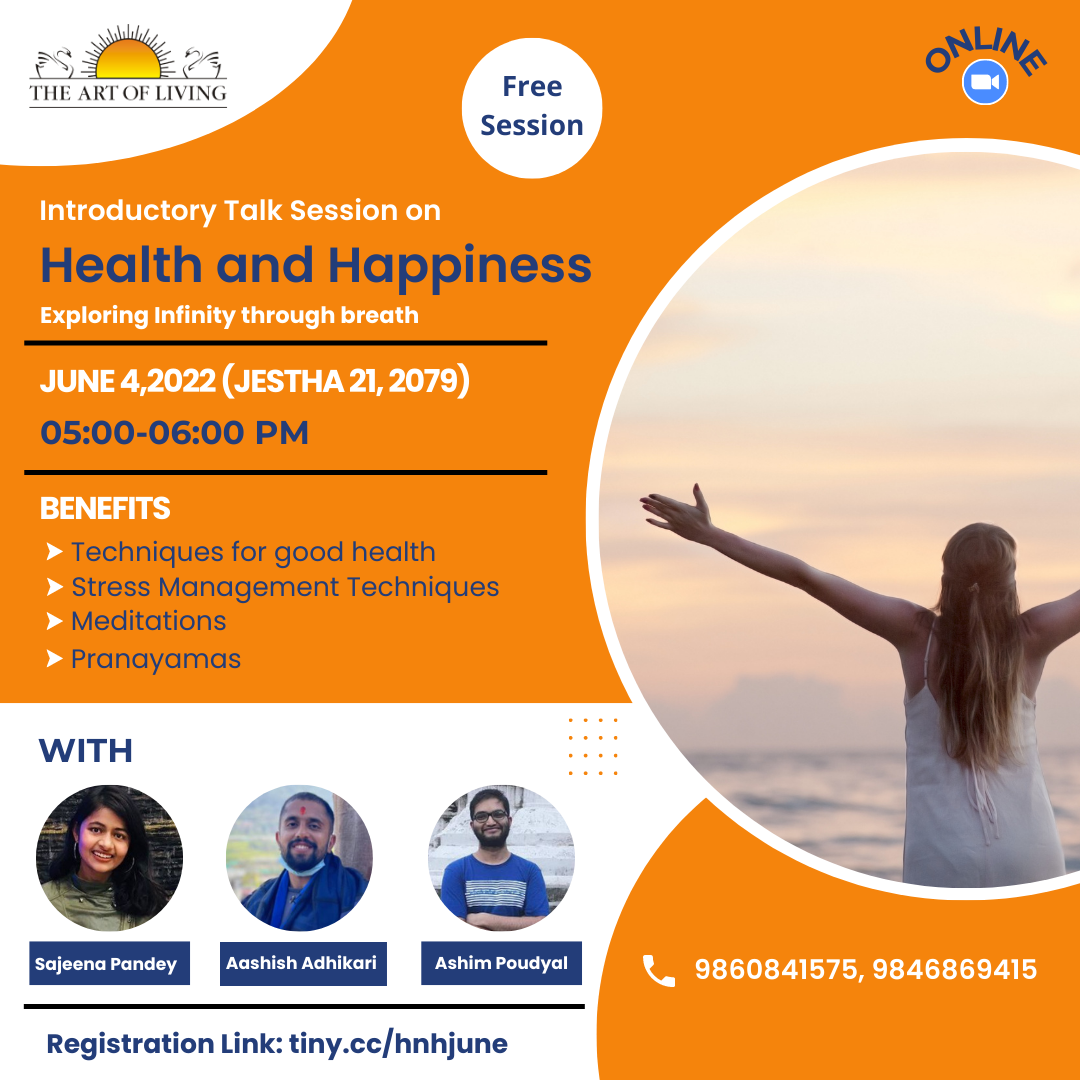 THE ART OF LIVING
Free
Session
ONLINE
Introductory Talk Session on
Health and Happiness
Exploring Infinity through breath
JUNE 4,2022 (JESTHA 21, 2079)
05:00-06:00 PM
BENEFITS
Techniques for good health
Stress Management Techniques
Meditations
Pranayamas
WITH
Sajeena Pandey
Aashish Adhikari
Ashim Poudyal
9860841575, 9846869415
Registration Link: tiny.cc/hnhjune